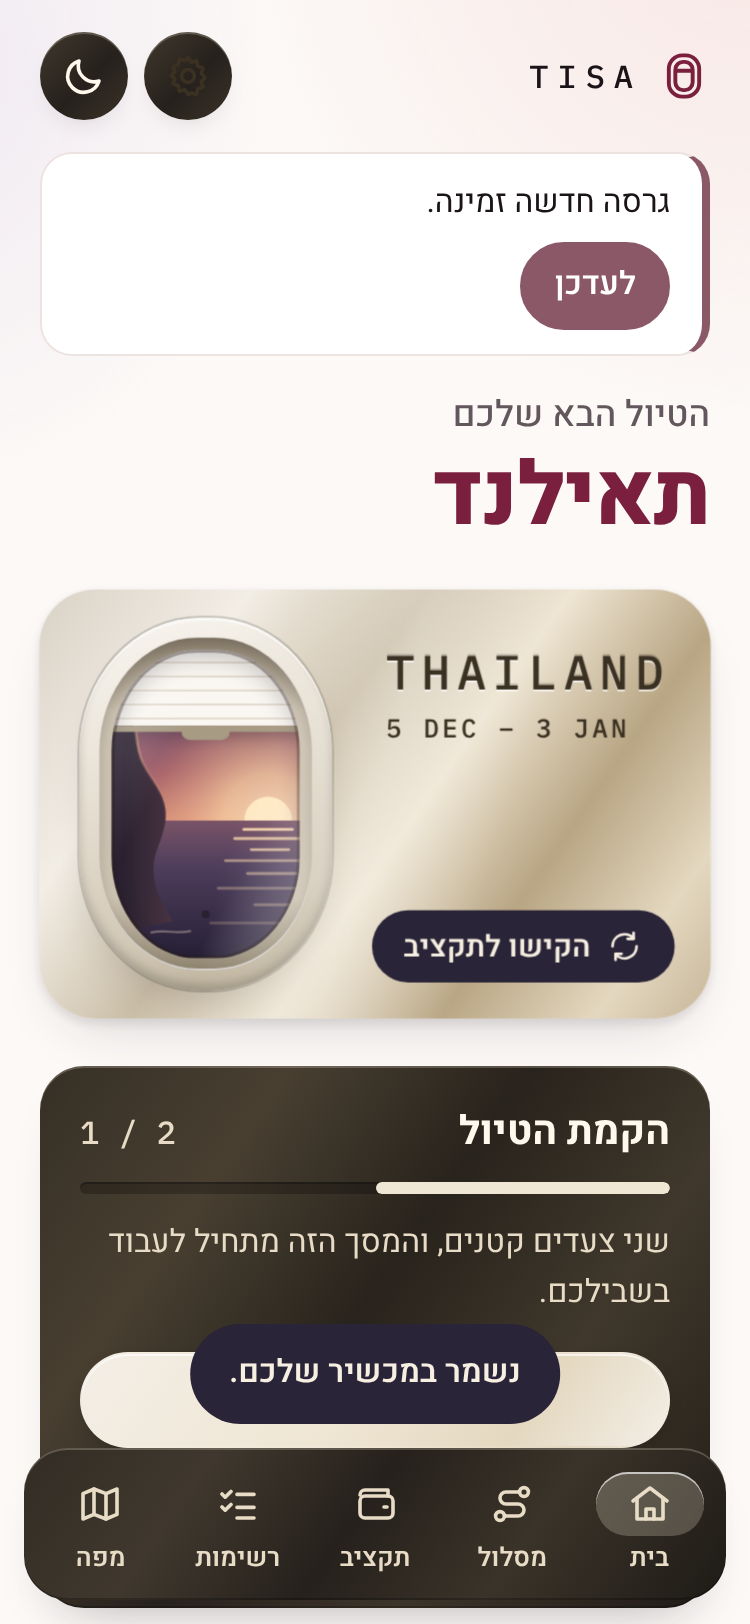 TISA
גרסה חדשה זמינה.
לעדכן
הטיול הבא שלכם
תאילנד
THAILAND
5 DEC – 3 JAN
הקישו לתקציב
הקמת הטיול
1 / 2
שני צעדים קטנים, והמסך הזה מתחיל לעבוד
בשבילכם.
נשמר במכשיר שלכם.
בית
מסלול
תקציב
רשימות
מפה